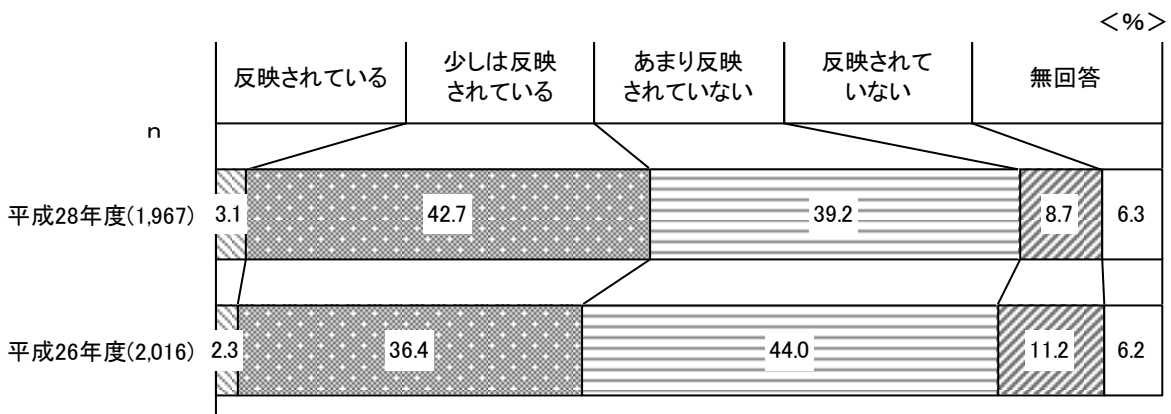 ＜%＞
反映されている
少しは反映
されている
あまり反映
されていない
反映されて
いない
無回答
n
平成28年度(1,967)
3.1
42.7
39.2
8.7
6.3
平成26年度(2,016)
2.3
36.4
44.0
11.2
6.2